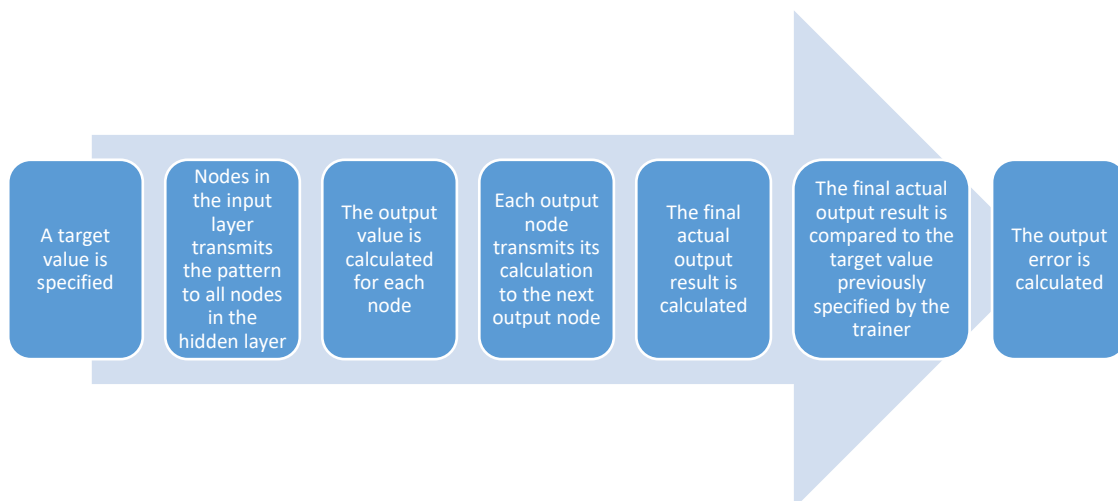 A target
value is
specified
Nodes in
the input
layer
transmits
the pattern
to all nodes
in the
hidden layer
The output
value is
calculated
for each
node
Each output
node
transmits its
calculation
to the next
output node
The final
actual
output
result is
calculated
The final actual
output result is
compared to the
target value
previously
specified by the
trainer
The output
error is
calculated